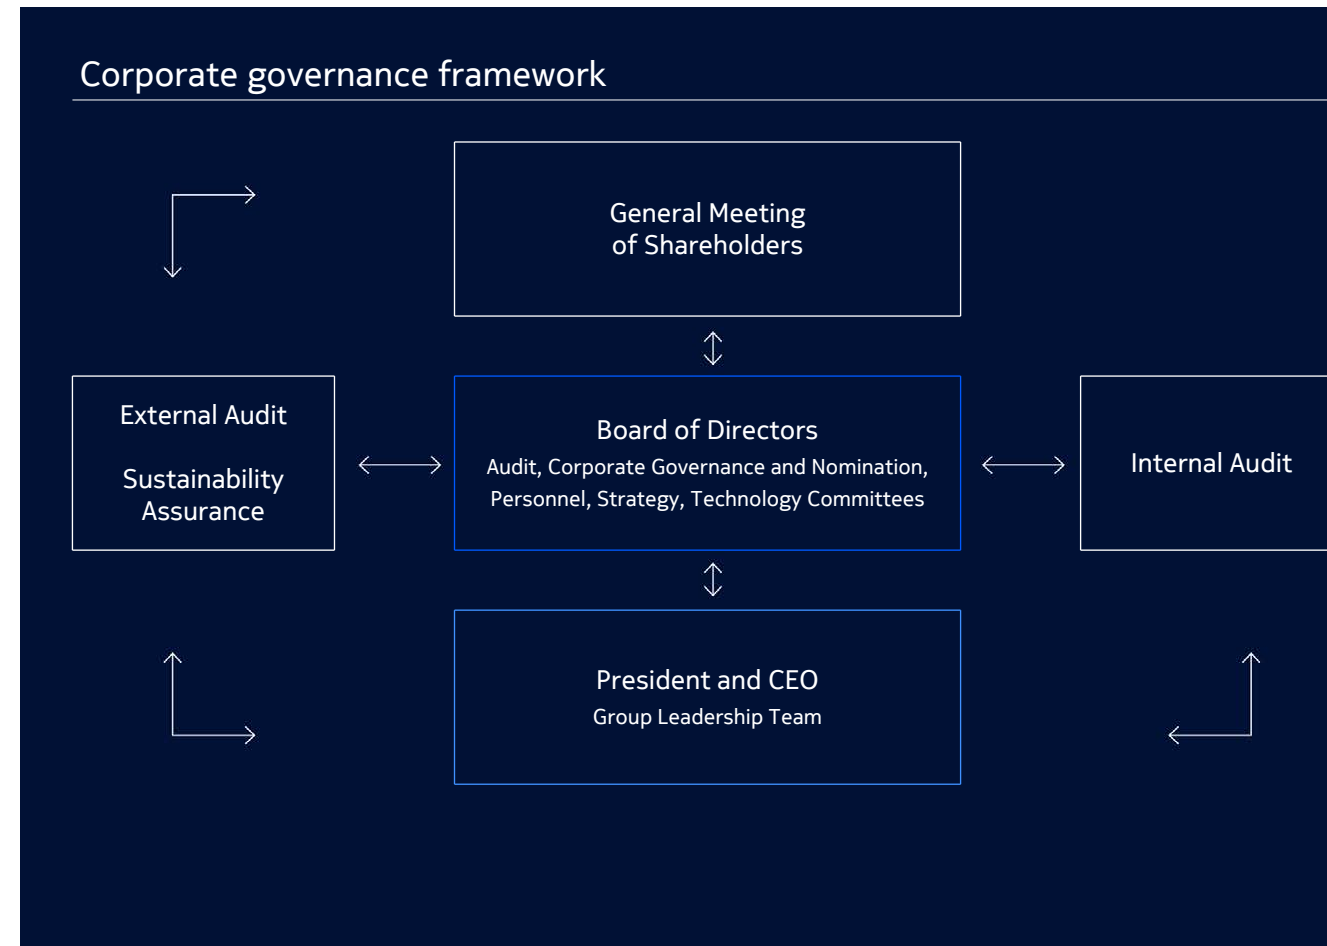 Corporate governance framework
General Meeting
of Shareholders
External Audit
Sustainability
Assurance
Board of Directors
Audit, Corporate Governance and Nomination,
Personnel, Strategy, Technology Committees
Internal Audit
President and CEO
Group Leadership Team